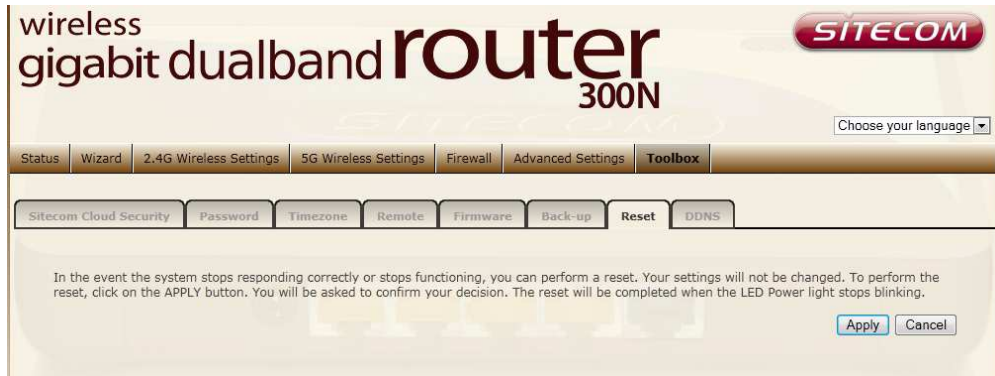 wireless
gigabit dualband router
300N
SITECOM
Choose your language
Status Wizard 2.4G Wireless Settings 5G Wireless Settings Firewall Advanced Settings Toolbox
Sitecom Cloud Security Password Timezone Remote Firmware Back-up Reset DDNS
In the event the system stops responding correctly or stops functioning, you can perform a reset. Your settings will not be changed. To perform the
reset, click on the APPLY button. You will be asked to confirm your decision. The reset will be completed when the LED Power light stops blinking.
Apply Cancel